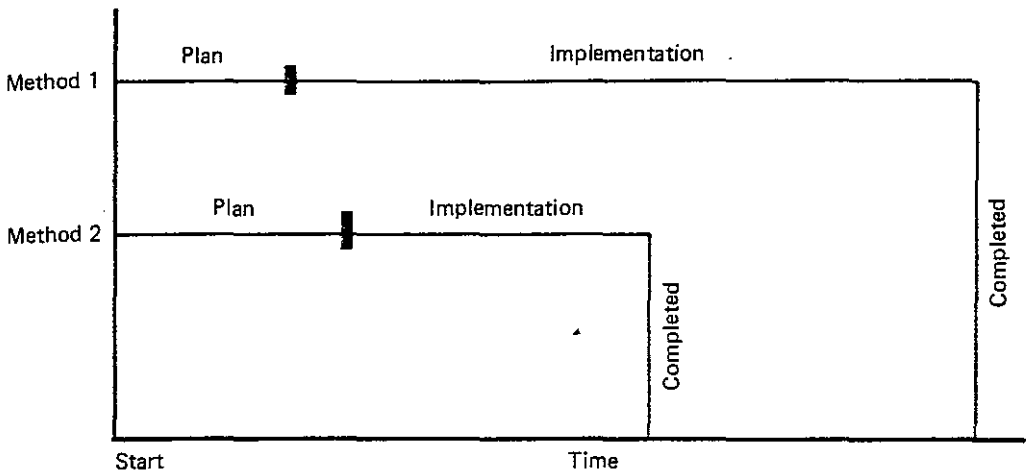 Plan Implementation
Method 1
Plan Implementation
Method 2
Completed
Completed
Start Time